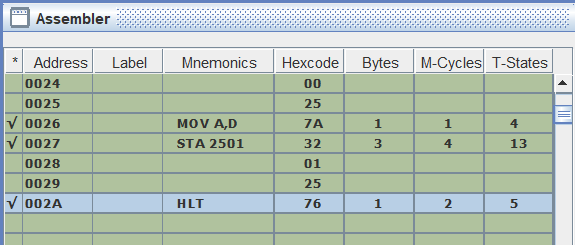 Assembler
* Address Label Mnemonics Hexcode Bytes M-Cycles T-States
0024 00
0025 25
√ 0026 MOV A,D 7A 1 1 4
√ 0027 STA 2501 32 3 4 13
0028 01
0029 25
√ 002A HLT 76 1 2 5